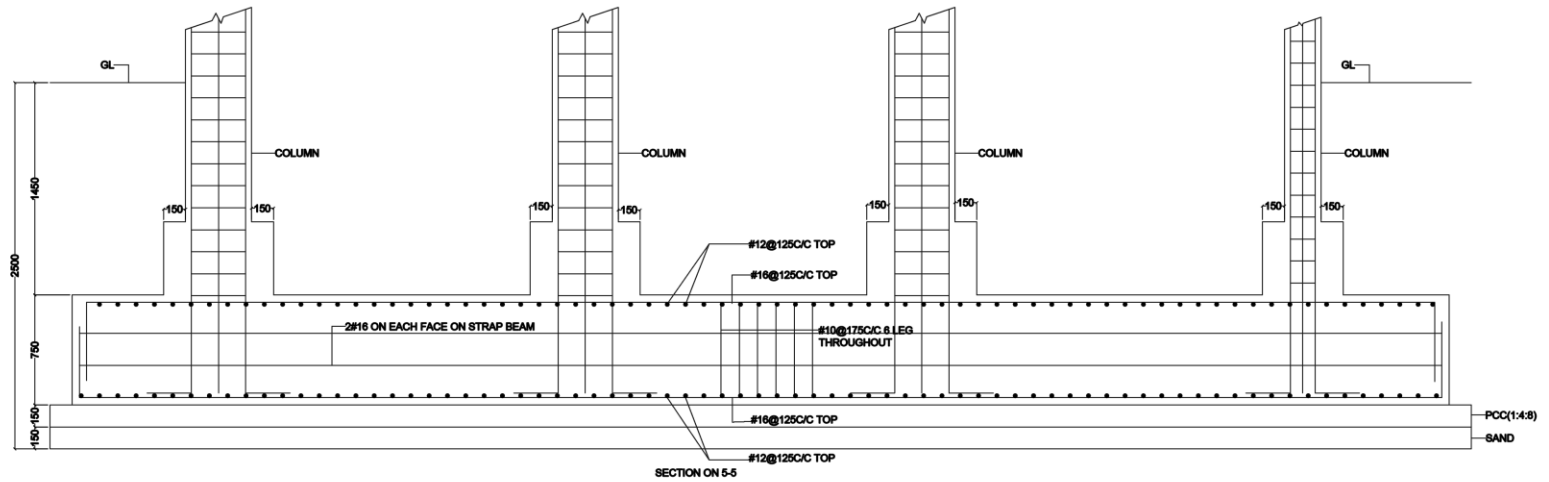 GL
GL
COLUMN
COLUMN
COLUMN
COLUMN
1450
150
150
150
150
150
150
150
150
2500
#12@125C/C TOP
#16@125C/C TOP
2#16 ON EACH FACE ON STRAP BEAM
#10@175C/C 6 LEG
THROUGHOUT
750
#16@125C/C TOP
150
PCC(1:4:8)
150
SAND
#12@125C/C TOP
SECTION ON 5-5